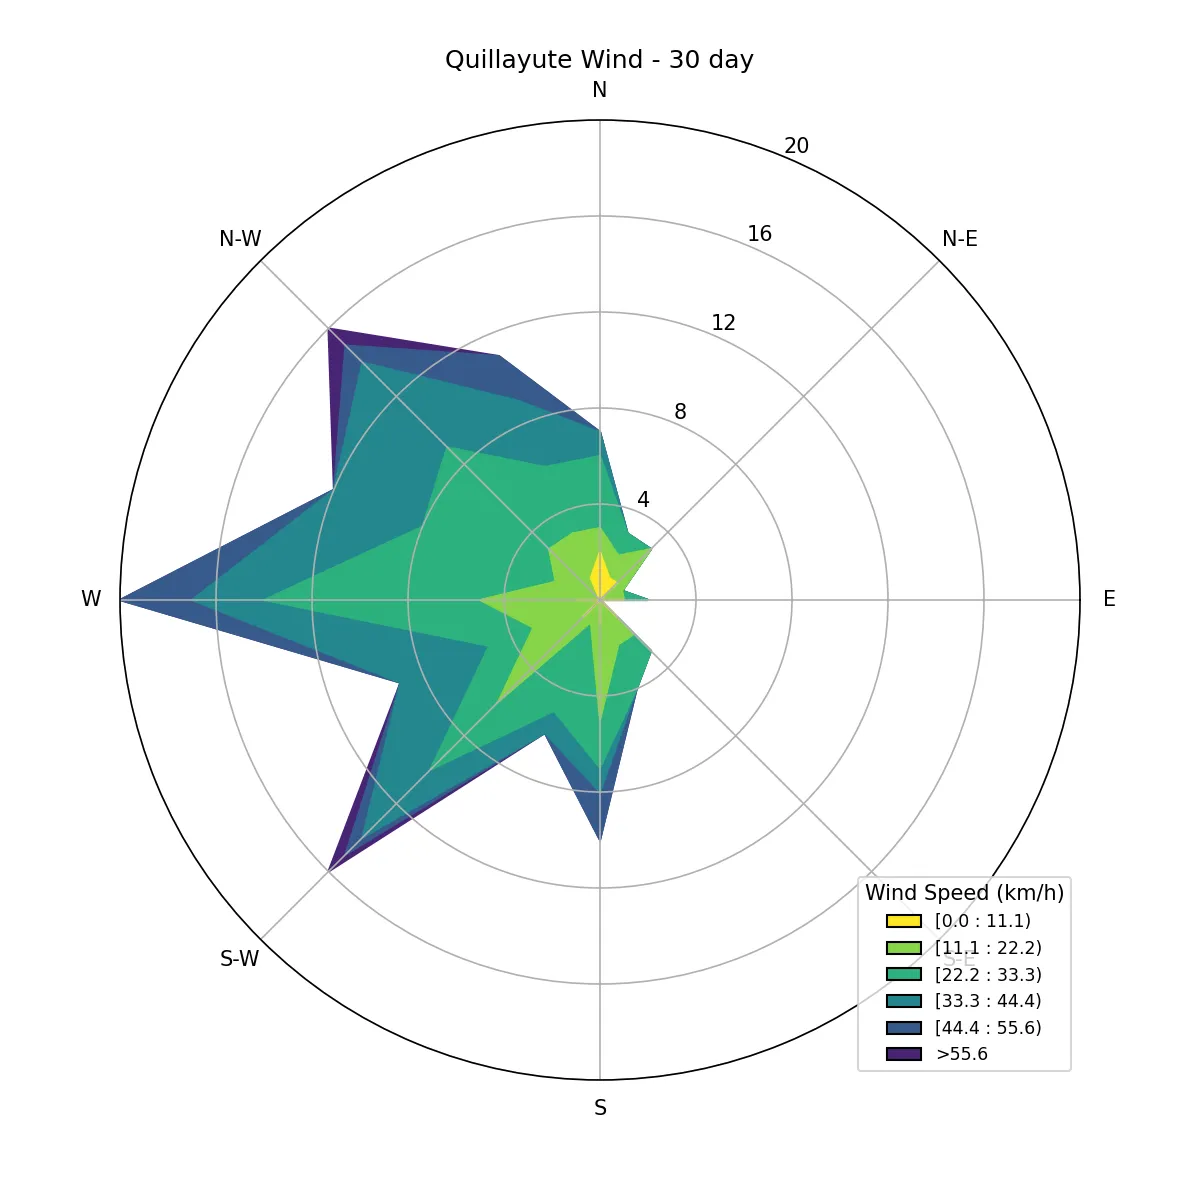 Quillayute Wind - 30 day
N
20
N-W
N-E
16
12
8
4
W
E
S-W
S-E
S
Wind Speed (km/h)
[0.0 : 11.1)
[11.1 : 22.2)
[22.2 : 33.3)
[33.3 : 44.4)
[44.4 : 55.6)
>55.6